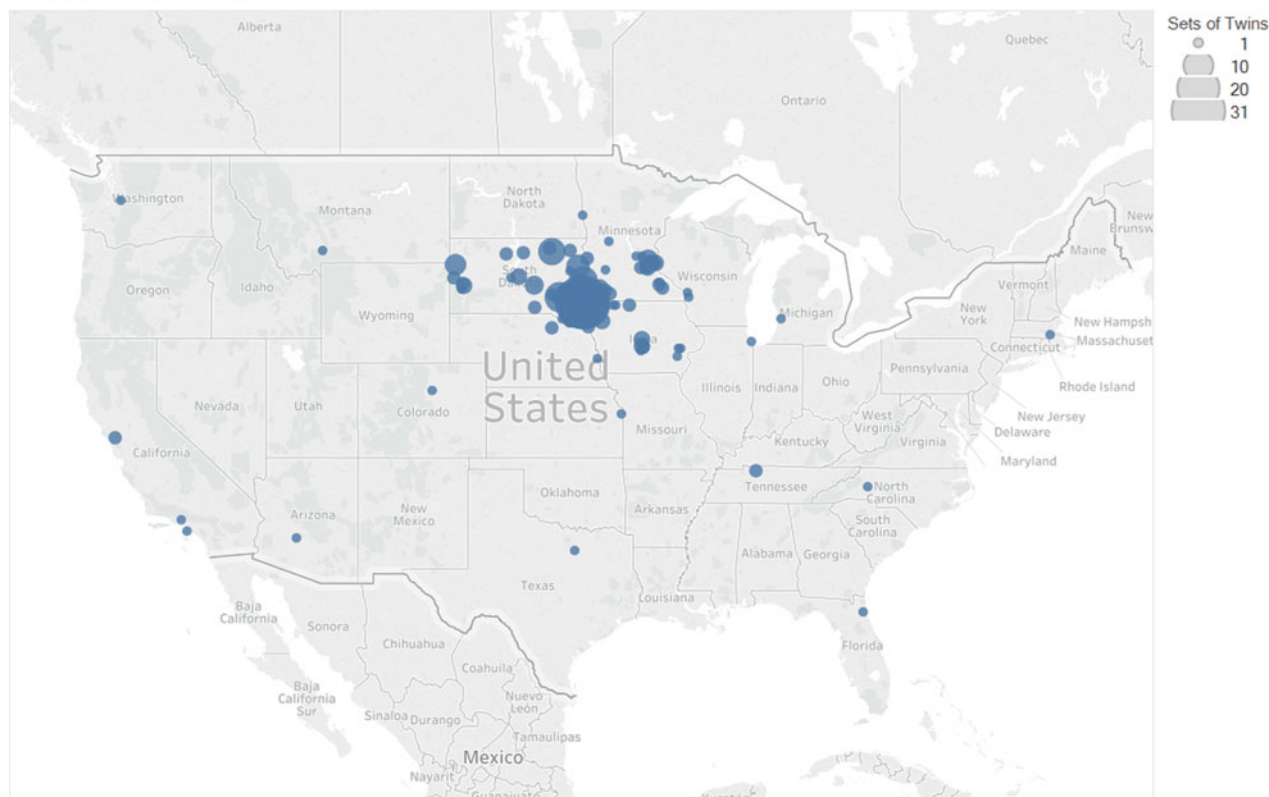 Sets of Twins
1
10
20
31
Alberta
Quebec
Ontario
Washington
Montana
North
Dakota
Minnesota
Maine
New
Brunsw
Oregon
Idaho
South
Wisconsin
Vermont
Wyoming
Michigan
New
York
New Hampsh
Massachuset
Connecticut
Rhode Island
Nevada
Utah
Colorado
United
States
Illinois
Indiana
Ohio
Pennsylvania
New Jersey
Delaware
Maryland
California
Missouri
Kentucky
West
Virginia
Virginia
Arizona
New
Mexico
Oklahoma
Arkansas
Tennessee
North
Carolina
South
Carolina
Texas
Louisiana
Alabama
Georgia
Florida
Baja
California
Sonora
Chihuahua
Coahuila
Baja
California
Sur
Sinaloa
Durango
Nuevo
León
Tamaulipas
Mexico
Nayarit
Guanajuato